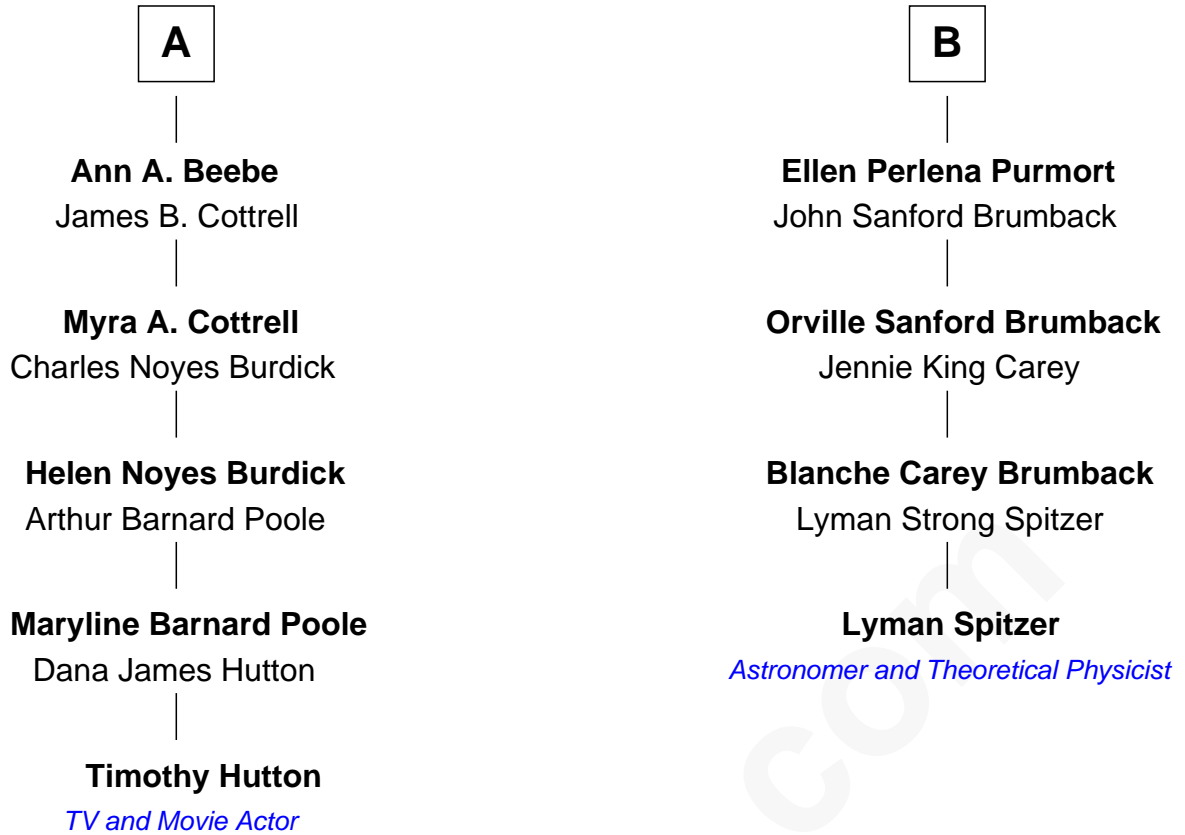 A
Ann A. Beebe
James B. Cottrell
Myra A. Cottrell
Charles Noyes Burdick
Helen Noyes Burdick
Arthur Barnard Poole
Maryline Barnard Poole
Dana James Hutton
Timothy Hutton
TV and Movie Actor
B
Ellen Perlena Purmort
John Sanford Brumback
Orville Sanford Brumback
Jennie King Carey
Blanche Carey Brumback
Lyman Strong Spitzer
Lyman Spitzer
Astronomer and Theoretical Physicist
com